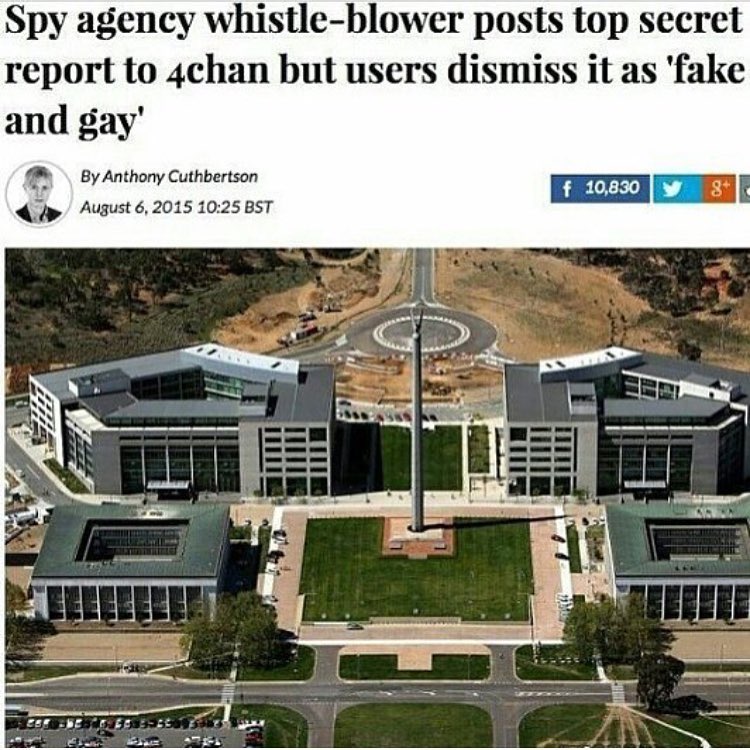 Spy agency whistle-blower posts top secret
report to 4chan but users dismiss it as 'fake
and gay'
By Anthony Cuthbertson
August 6, 2015 10:25 BST
f 10,830
g+